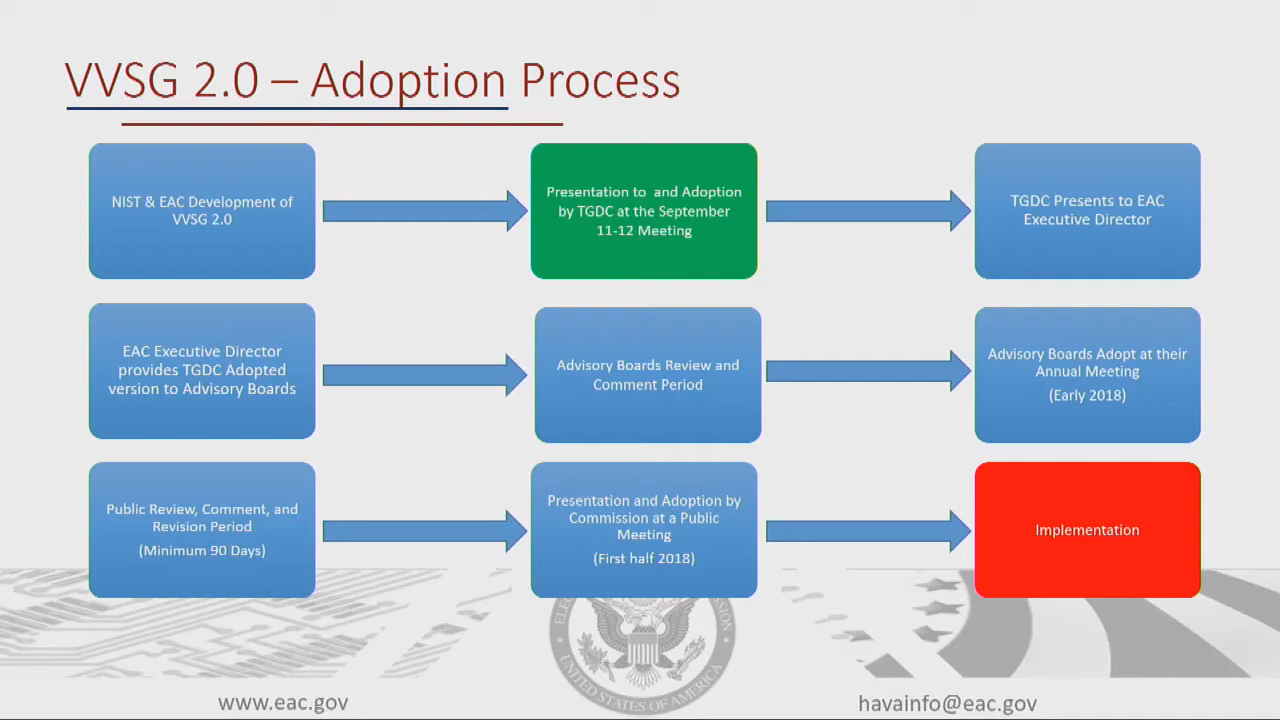 VVSG 2.0 – Adoption Process
NIST & EAC Development of
VVSG 2.0
Presentation to  and Adoption
by TGDC at the September
11-12 Meeting
TGDC Presents to EAC
Executive Director
EAC Executive Director
provides TGDC Adopted
version to Advisory Boards
Advisory Boards Review and
Comment Period
Advisory Boards Adopt at their
Annual Meeting
(Early 2018)
Public Review, Comment, and
Revision Period
(Minimum 90 Days)
Presentation and Adoption by
Commission at a Public
Meeting
(First half 2018)
Implementation
UNITED STATES OF AMERICA
www.eac.gov
havainfo@eac.gov